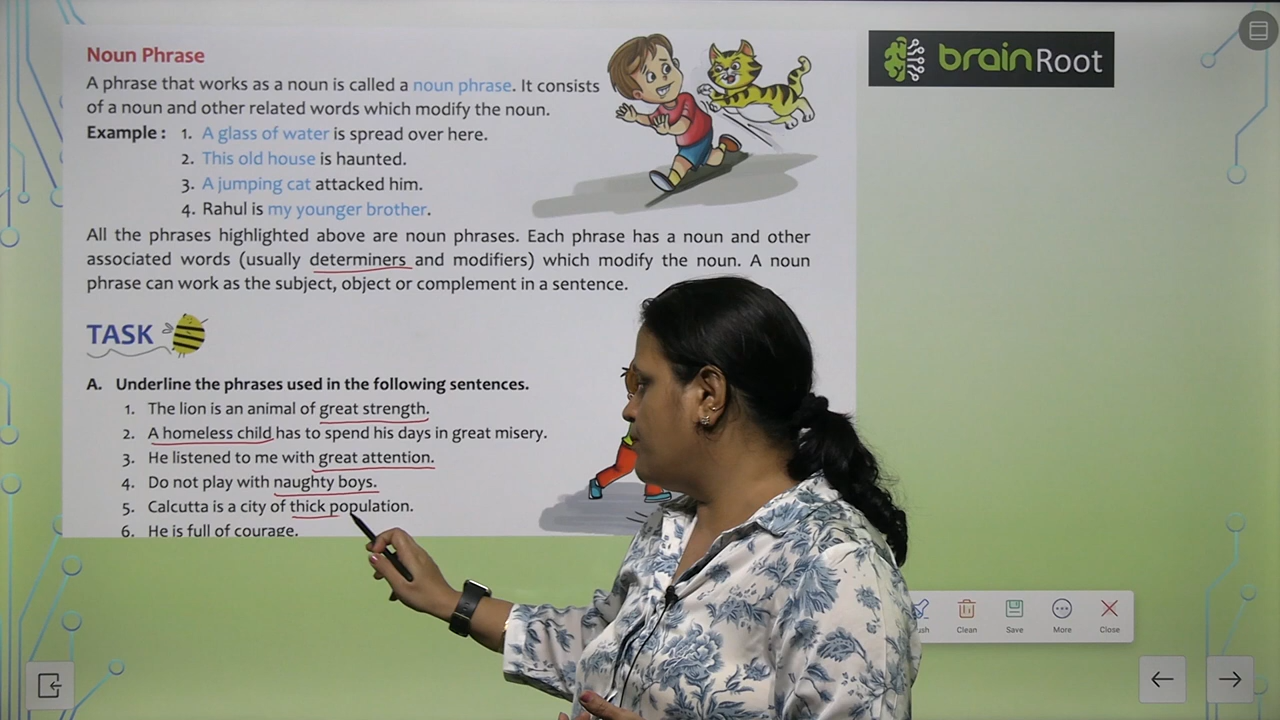 Noun Phrase
A phrase that works as a noun is called a noun phrase. It consists
of a noun and other related words which modify the noun.
Example : 1. A glass of water is spread over here.
2. This old house is haunted.
3. A jumping cat attacked him.
4. Rahul is my younger brother.
All the phrases highlighted above are noun phrases. Each phrase has a noun and other
associated words (usually determiners and modifiers) which modify the noun. A noun
phrase can work as the subject, object or complement in a sentence.
TASK
A. Underline the phrases used in the following sentences.
1. The lion is an animal of great strength.
2. A homeless child has to spend his days in great misery.
3. He listened to me with great attention.
4. Do not play with naughty boys.
5. Calcutta is a city of thick population.
6. He is full of courage.
brainRoot
Clean
Save
More
Close